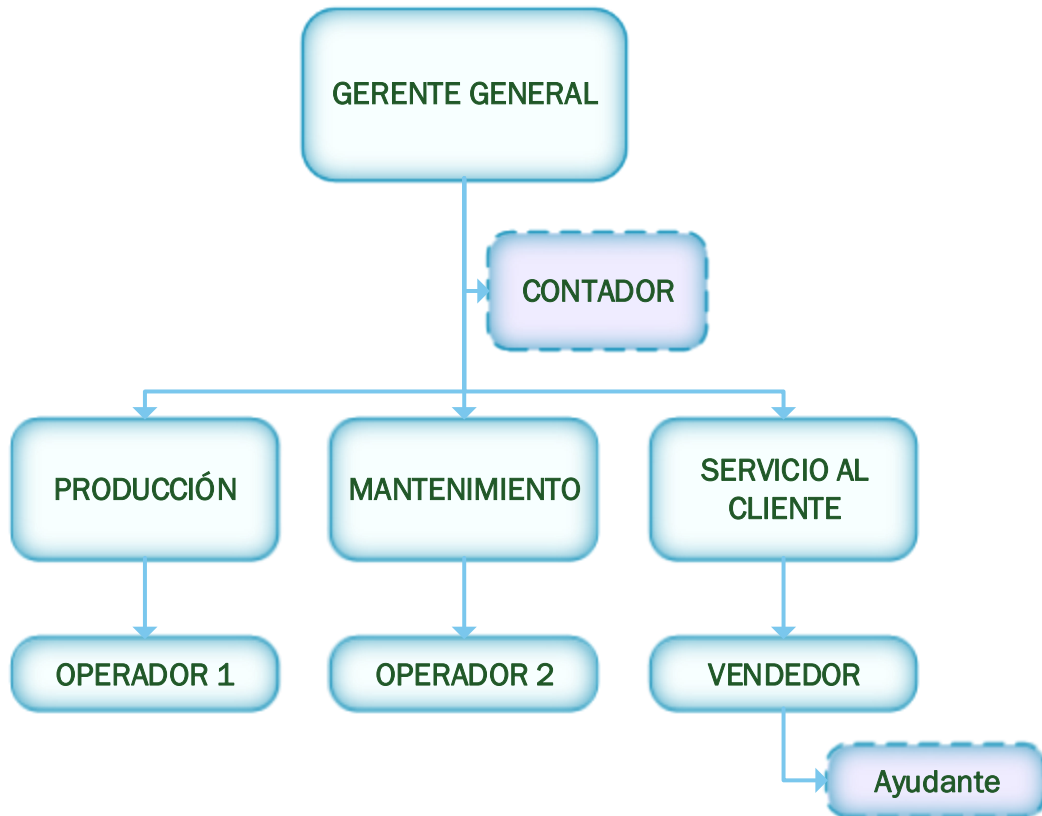 GERENTE GENERAL
CONTADOR
PRODUCCIÓN
MANTENIMIENTO
SERVICIO AL
CLIENTE
OPERADOR 1
OPERADOR 2
VENDEDOR
Ayudante